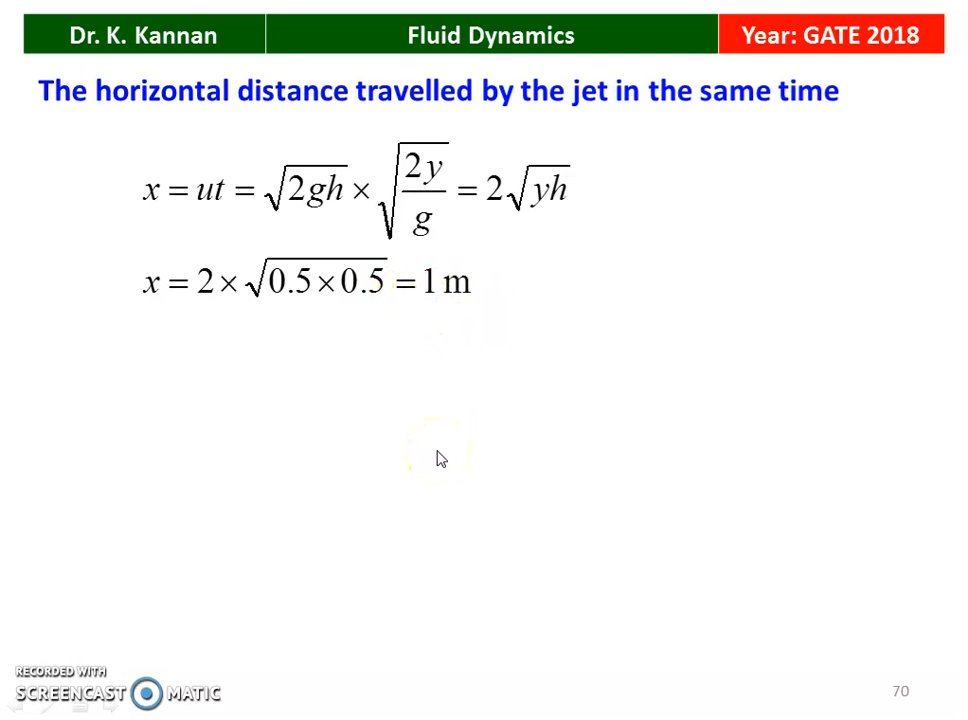 Dr. K. Kannan Fluid Dynamics Year: GATE 2018
The horizontal distance travelled by the jet in the same time
x = ut = √(2gh) × √(2y/g) = 2√(yh)
x = 2 × √(0.5 × 0.5) = 1 m
RECORDED WITH
SCREENCAST MATIC
70